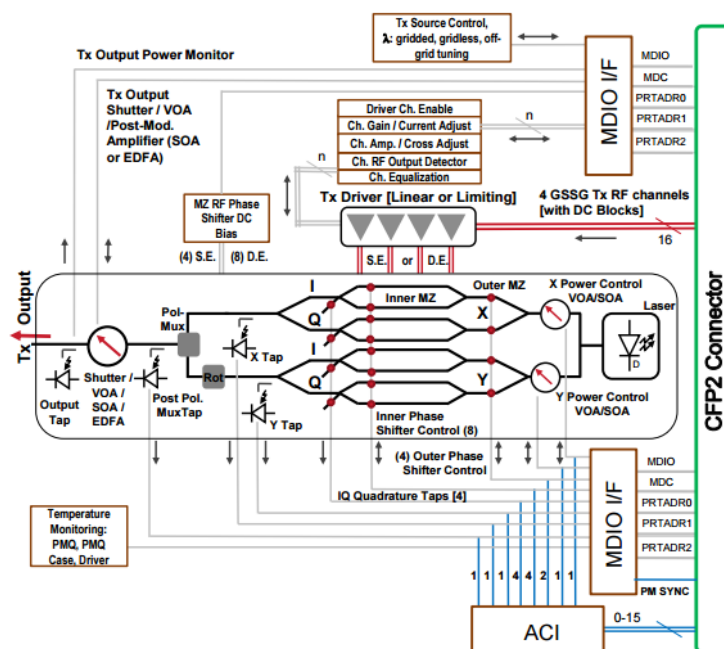 Tx Source Control,
λ: gridded, gridless, off-
grid tuning
Tx Output Power Monitor
Tx Output
Shutter / VOA
/Post-Mod.
Amplifier (SOA
or EDFA)
MDIO I/F
MDIO
MDC
PRTADR0
PRTADR1
PRTADR2
Driver Ch. Enable
Ch. Gain / Current Adjust
Ch. Amp. / Cross Adjust
Ch. RF Output Detector
Ch. Equalization
n
n
Tx Driver [Linear or Limiting]
4 GSSG Tx RF channels
[with DC Blocks]
16
MZ RF Phase
Shifter DC
Bias
(4) S.E.
(8) D.E.
S.E. or D.E.
CFP2 Connector
Tx Output
Pol-
Mux
I
Q
I
Q
Inner MZ
Outer MZ
X
Y
X Power Control
VOA/SOA
Laser
D
Rot
X Tap
Y Tap
Output
Tap
Shutter /
VOA /
SOA /
EDFA
Post Pol.
MuxTap
Y Power Control
VOA/SOA
Inner Phase
Shifter Control (8)
(4) Outer Phase
Shifter Control
IQ Quadrature Taps [4]
Temperature
Monitoring:
PMQ, PMQ
Case, Driver
MDIO I/F
MDIO
MDC
PRTADR0
PRTADR1
PRTADR2
PM SYNC
1 1 1 4 4 2 1 1
ACI
0-15